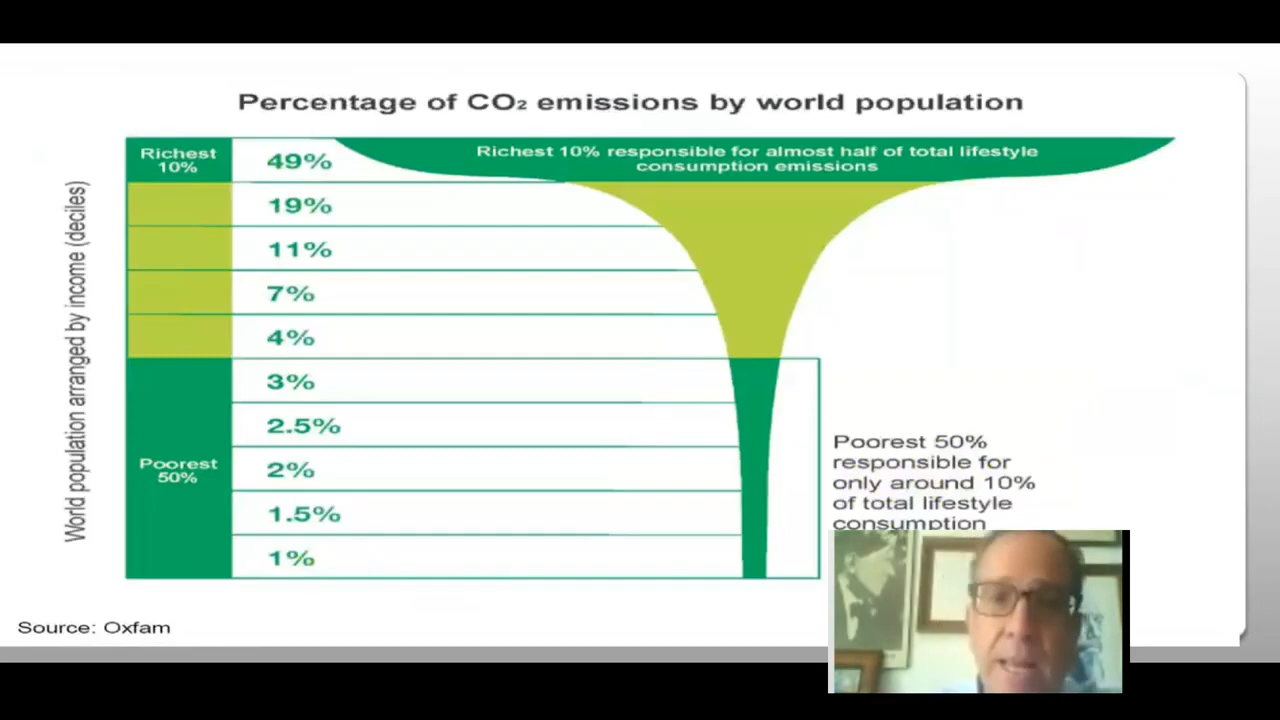 Percentage of CO₂ emissions by world population
World population arranged by income (deciles)
Richest
10%
49%
Richest 10% responsible for almost half of total lifestyle
consumption emissions
19%
11%
7%
4%
3%
2.5%
2%
1.5%
1%
Poorest
50%
Poorest 50%
responsible for
only around 10%
of total lifestyle
consumption
Source: Oxfam